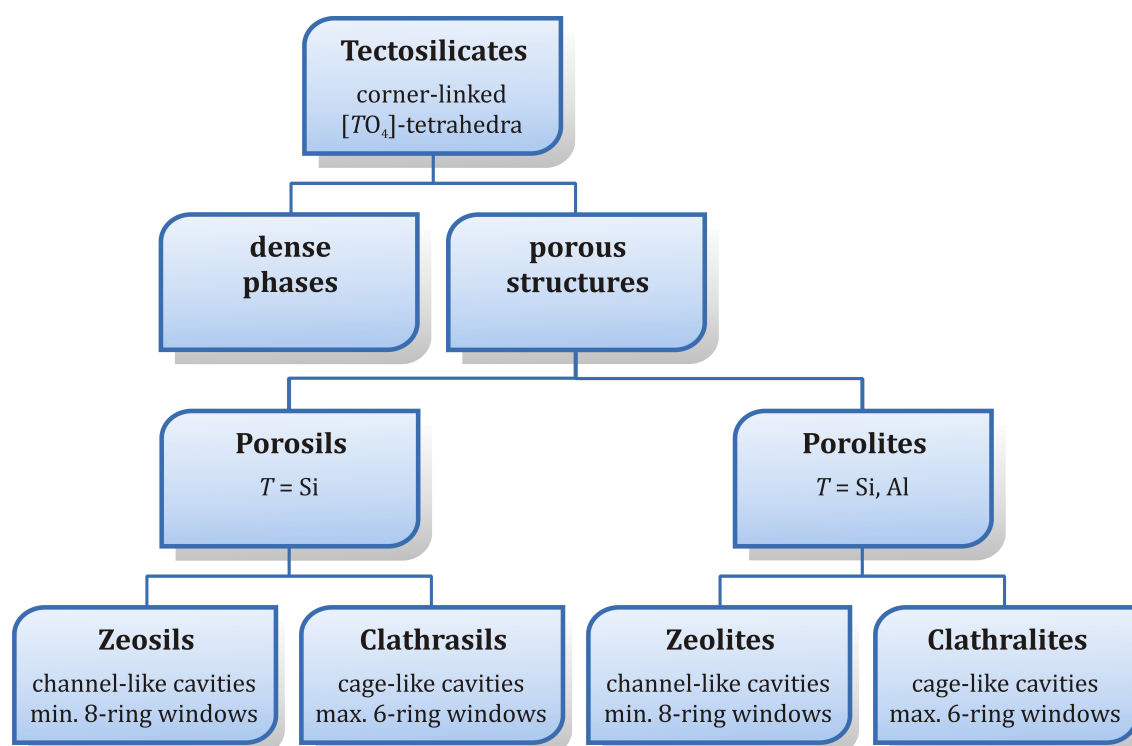 Tectosilicates
corner-linked
[TO₄]-tetrahedra
dense
phases
porous
structures
Porosils
T = Si
Porolites
T = Si, Al
Zeosils
channel-like cavities
min. 8-ring windows
Clathrasils
cage-like cavities
max. 6-ring windows
Zeolites
channel-like cavities
min. 8-ring windows
Clathralites
cage-like cavities
max. 6-ring windows